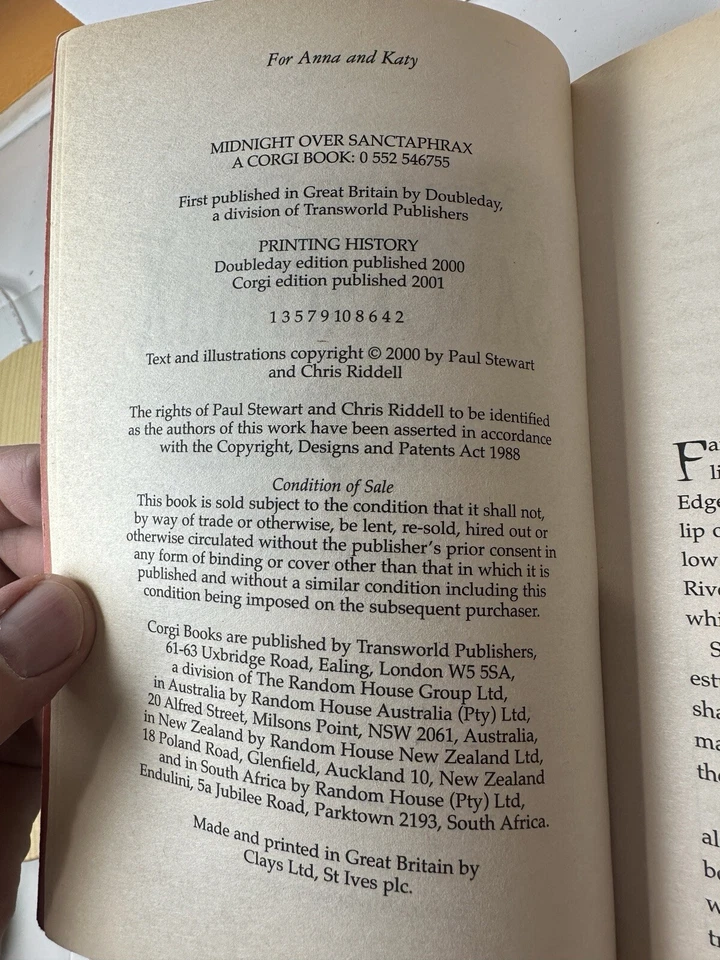 For Anna and Katy
MIDNIGHT OVER SANCTAPHRAX
A CORGI BOOK: 0 552 546755
First published in Great Britain by Doubleday,
a division of Transworld Publishers
PRINTING HISTORY
Doubleday edition published 2000
Corgi edition published 2001
1 3 5 7 9 10 8 6 4 2
Text and illustrations copyright © 2000 by Paul Stewart
and Chris Riddell
The rights of Paul Stewart and Chris Riddell to be identified
as the authors of this work have been asserted in accordance
with the Copyright, Designs and Patents Act 1988
Condition of Sale
This book is sold subject to the condition that it shall not,
by way of trade or otherwise, be lent, re-sold, hired out or
otherwise circulated without the publisher's prior consent in
any form of binding or cover other than that in which it is
published and without a similar condition including this
condition being imposed on the subsequent purchaser.
Corgi Books are published by Transworld Publishers,
61-63 Uxbridge Road, Ealing, London W5 5SA,
a division of The Random House Group Ltd,
in Australia by Random House Australia (Pty) Ltd,
20 Alfred Street, Milsons Point, NSW 2061, Australia,
in New Zealand by Random House New Zealand Ltd,
18 Poland Road, Glenfield, Auckland 10, New Zealand
and in South Africa by Random House (Pty) Ltd,
Endulini, 5a Jubilee Road, Parktown 2193, South Africa.
Made and printed in Great Britain by
Clays Ltd, St Ives plc.
Edge
lip
low